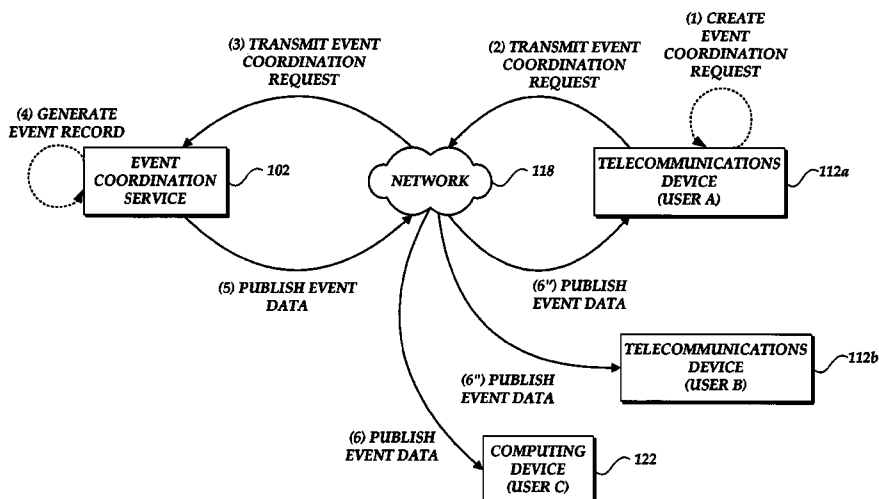 (1) CREATE
EVENT
COORDINATION
REQUEST
(3) TRANSMIT EVENT
COORDINATION
REQUEST
(2) TRANSMIT EVENT
COORDINATION
REQUEST
(4) GENERATE
EVENT RECORD
EVENT
COORDINATION
SERVICE
102
NETWORK
118
TELECOMMUNICATIONS
DEVICE
(USER A)
112a
(5) PUBLISH EVENT
DATA
(6") PUBLISH
EVENT DATA
TELECOMMUNICATIONS
DEVICE
(USER B)
112b
(6") PUBLISH
EVENT DATA
(6) PUBLISH
EVENT DATA
COMPUTING
DEVICE
(USER C)
122